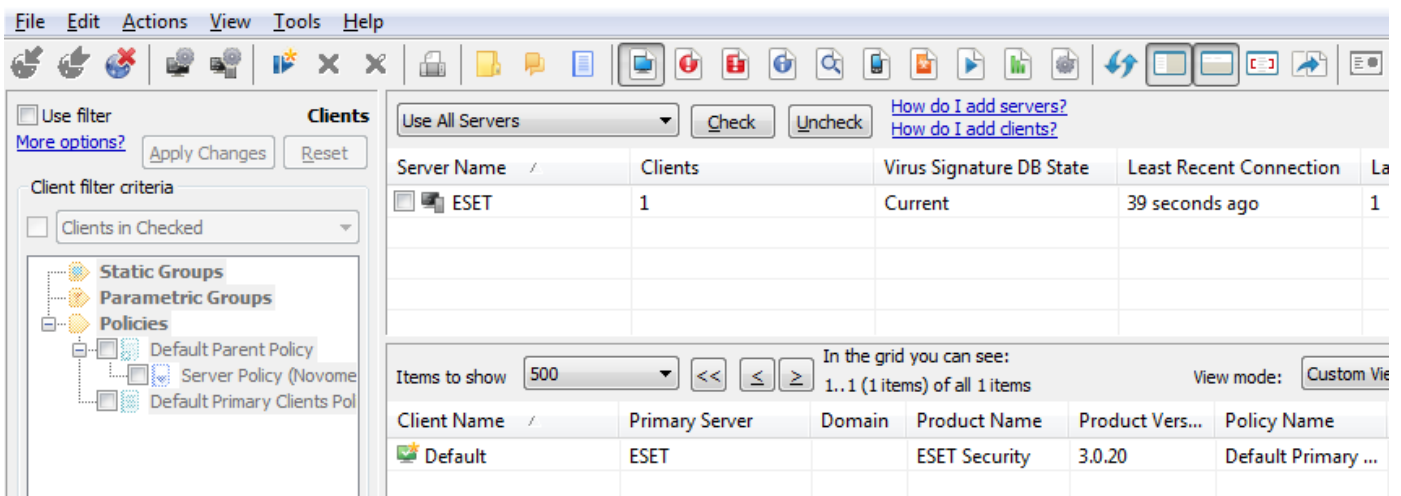 File Edit Actions View Tools Help
Use filter Clients
More options? Apply Changes Reset
Client filter criteria
Clients in Checked
Static Groups
Parametric Groups
Policies
Default Parent Policy
Server Policy (Novome
Default Primary Clients Pol
Use All Servers Check Uncheck How do I add servers?
How do I add clients?
Server Name Clients Virus Signature DB State Least Recent Connection La
ESET 1 Current 39 seconds ago 1
Items to show 500 << < > In the grid you can see:
1..1 (1 items) of all 1 items
View mode: Custom Vie
Client Name Primary Server Domain Product Name Product Vers... Policy Name
Default ESET ESET Security 3.0.20 Default Primary ...